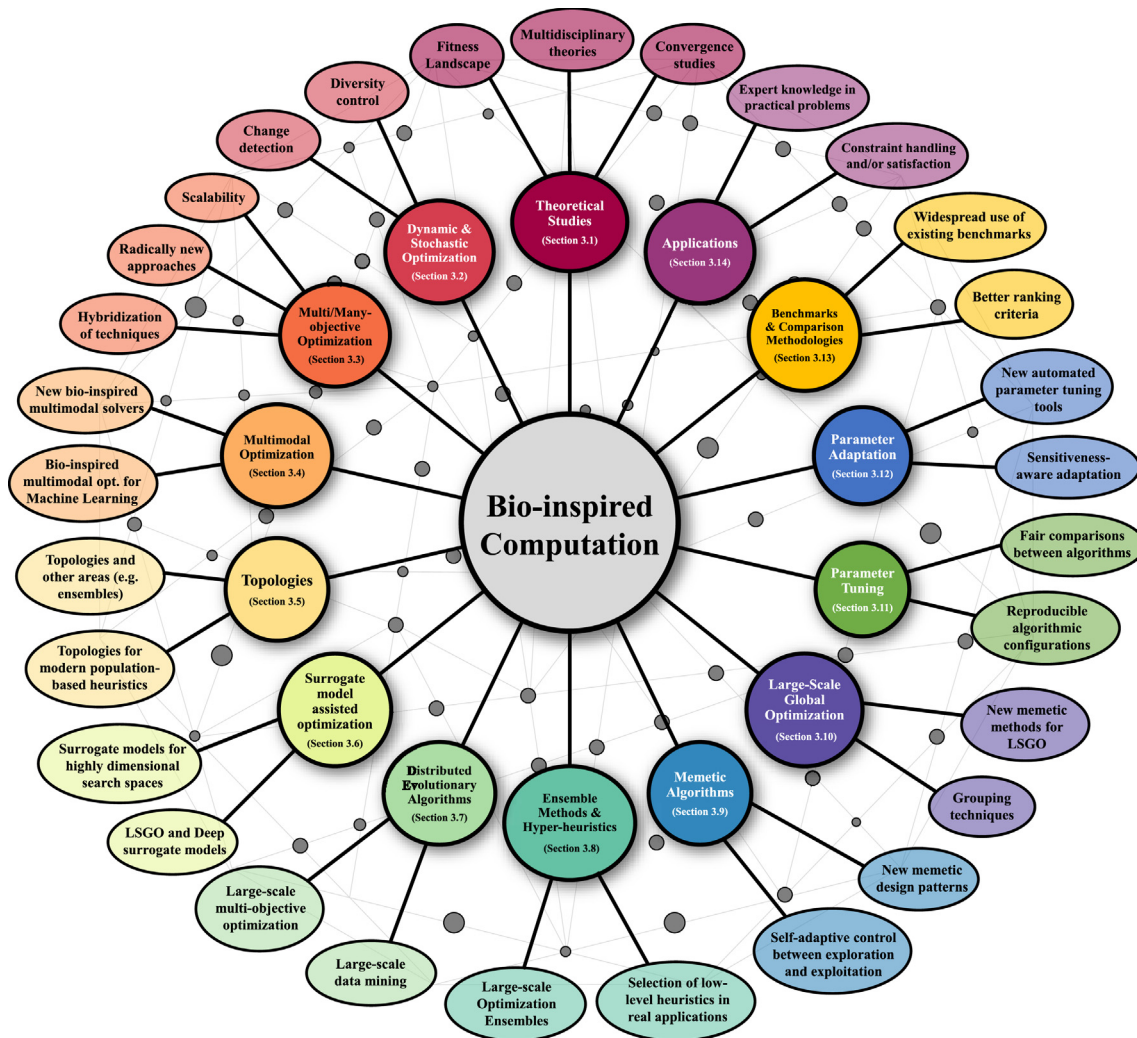 Bio-inspired
Computation
Theoretical
Studies
(Section 3.1)
Fitness
Landscape
Multidisciplinary
theories
Convergence
studies
Dynamic &
Stochastic
Optimization
(Section 3.2)
Diversity
control
Change
detection
Multi/Many-
objective
Optimization
(Section 3.3)
Scalability
Radically new
approaches
Hybridization
of techniques
Multimodal
Optimization
(Section 3.4)
New bio-inspired
multimodal solvers
Bio-inspired
multimodal opt. for
Machine Learning
Topologies
(Section 3.5)
Topologies and
other areas (e.g.
ensembles)
Topologies for
modern population-
based heuristics
Surrogate
model
assisted
optimization
(Section 3.6)
Surrogate models for
highly dimensional
search spaces
LSGO and Deep
surrogate models
Distributed
Evolutionary
Algorithms
(Section 3.7)
Large-scale
multi-objective
optimization
Large-scale
data mining
Ensemble
Methods &
Hyper-heuristics
(Section 3.8)
Large-scale
Optimization
Ensembles
Selection of low-
level heuristics in
real applications
Memetic
Algorithms
(Section 3.9)
Self-adaptive control
between exploration
and exploitation
New memetic
design patterns
Large-Scale
Global
Optimization
(Section 3.10)
Grouping
techniques
New memetic
methods for
LSGO
Parameter
Tuning
(Section 3.11)
Reproducible
algorithmic
configurations
Fair comparisons
between algorithms
Parameter
Adaptation
(Section 3.12)
Sensitiveness-
aware adaptation
New automated
parameter tuning
tools
Benchmarks
& Comparison
Methodologies
(Section 3.13)
Better ranking
criteria
Widespread use of
existing benchmarks
Applications
(Section 3.14)
Constraint handling
and/or satisfaction
Expert knowledge in
practical problems